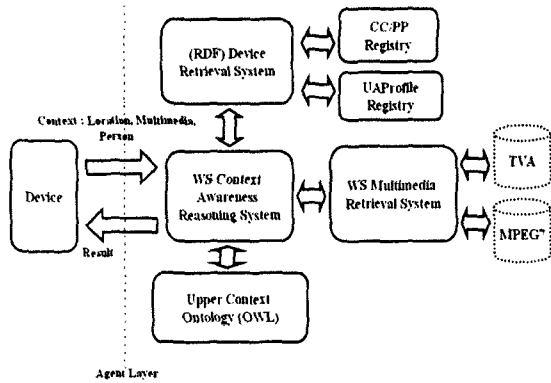 (RDF) Device
Retrieval System
CC/PP
Registry
UAProfile
Registry
Context : Location, Multimedia,
Person
Device
WS Context
Awareness
Reasoning System
WS Multimedia
Retrieval System
TVA
MPEG7
Result
Upper Context
Ontology (OWL)
Agent Layer